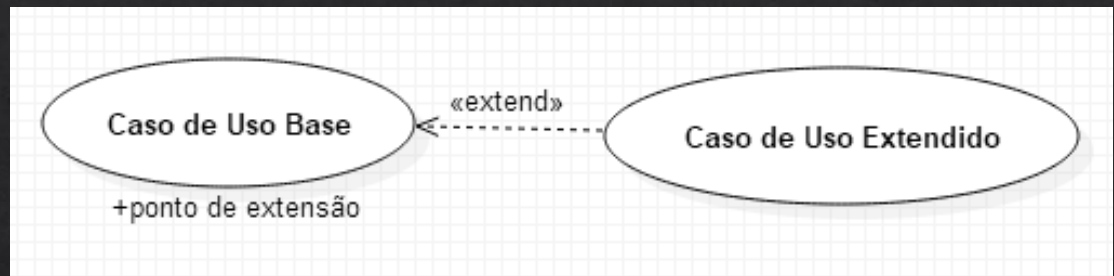 «extend»
Caso de Uso Base
Caso de Uso Extendido
+ponto de extensão